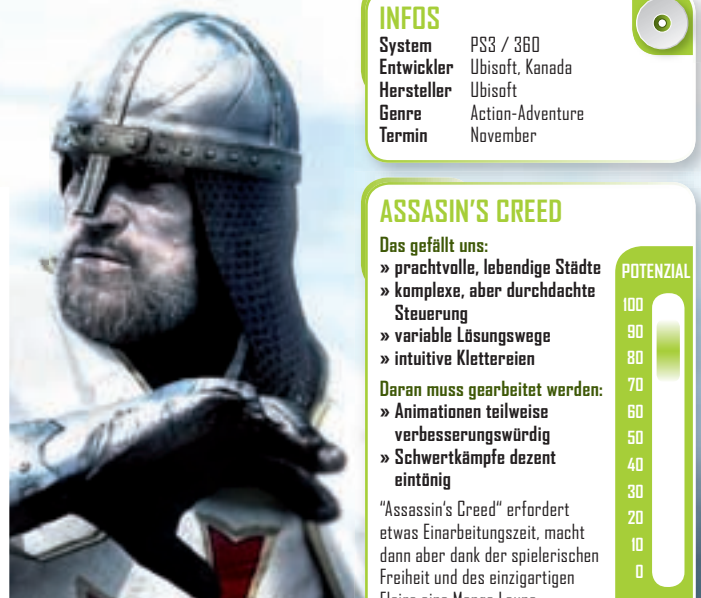 INFOS
System PS3 / 360
Entwickler Ubisoft, Kanada
Hersteller Ubisoft
Genre Action-Adventure
Termin November
ASSASIN'S CREED
Das gefällt uns:
» prachtvolle, lebendige Städte
» komplexe, aber durchdachte
Steuerung
» variable Lösungswege
» intuitive Klettereien
Daran muss gearbeitet werden:
» Animationen teilweise
verbesserungswürdig
» Schwertkämpfe dezent
eintönig
"Assassin's Creed" erfordert
etwas Einarbeitungszeit, macht
dann aber dank der spielerischen
Freiheit und des einzigartigen
POTENZIAL
100
90
80
70
60
50
40
30
20
10
0